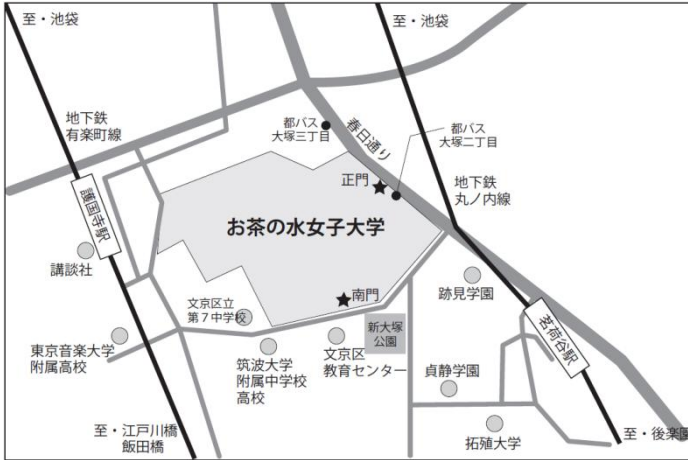 至・池袋
至・池袋
地下鉄
有楽町線
都バス
大塚三丁目
春日通り
都バス
大塚二丁目
正門
地下鉄
丸ノ内線
護国寺駅
お茶の水女子大学
講談社
南門
跡見学園
文京区立
第７中学校
新大塚
公園
茗荷谷駅
東京音楽大学
附属高校
筑波大学
附属中学校
高校
文京区
教育センター
貞静学園
至・江戸川橋
飯田橋
拓殖大学
至・後楽園